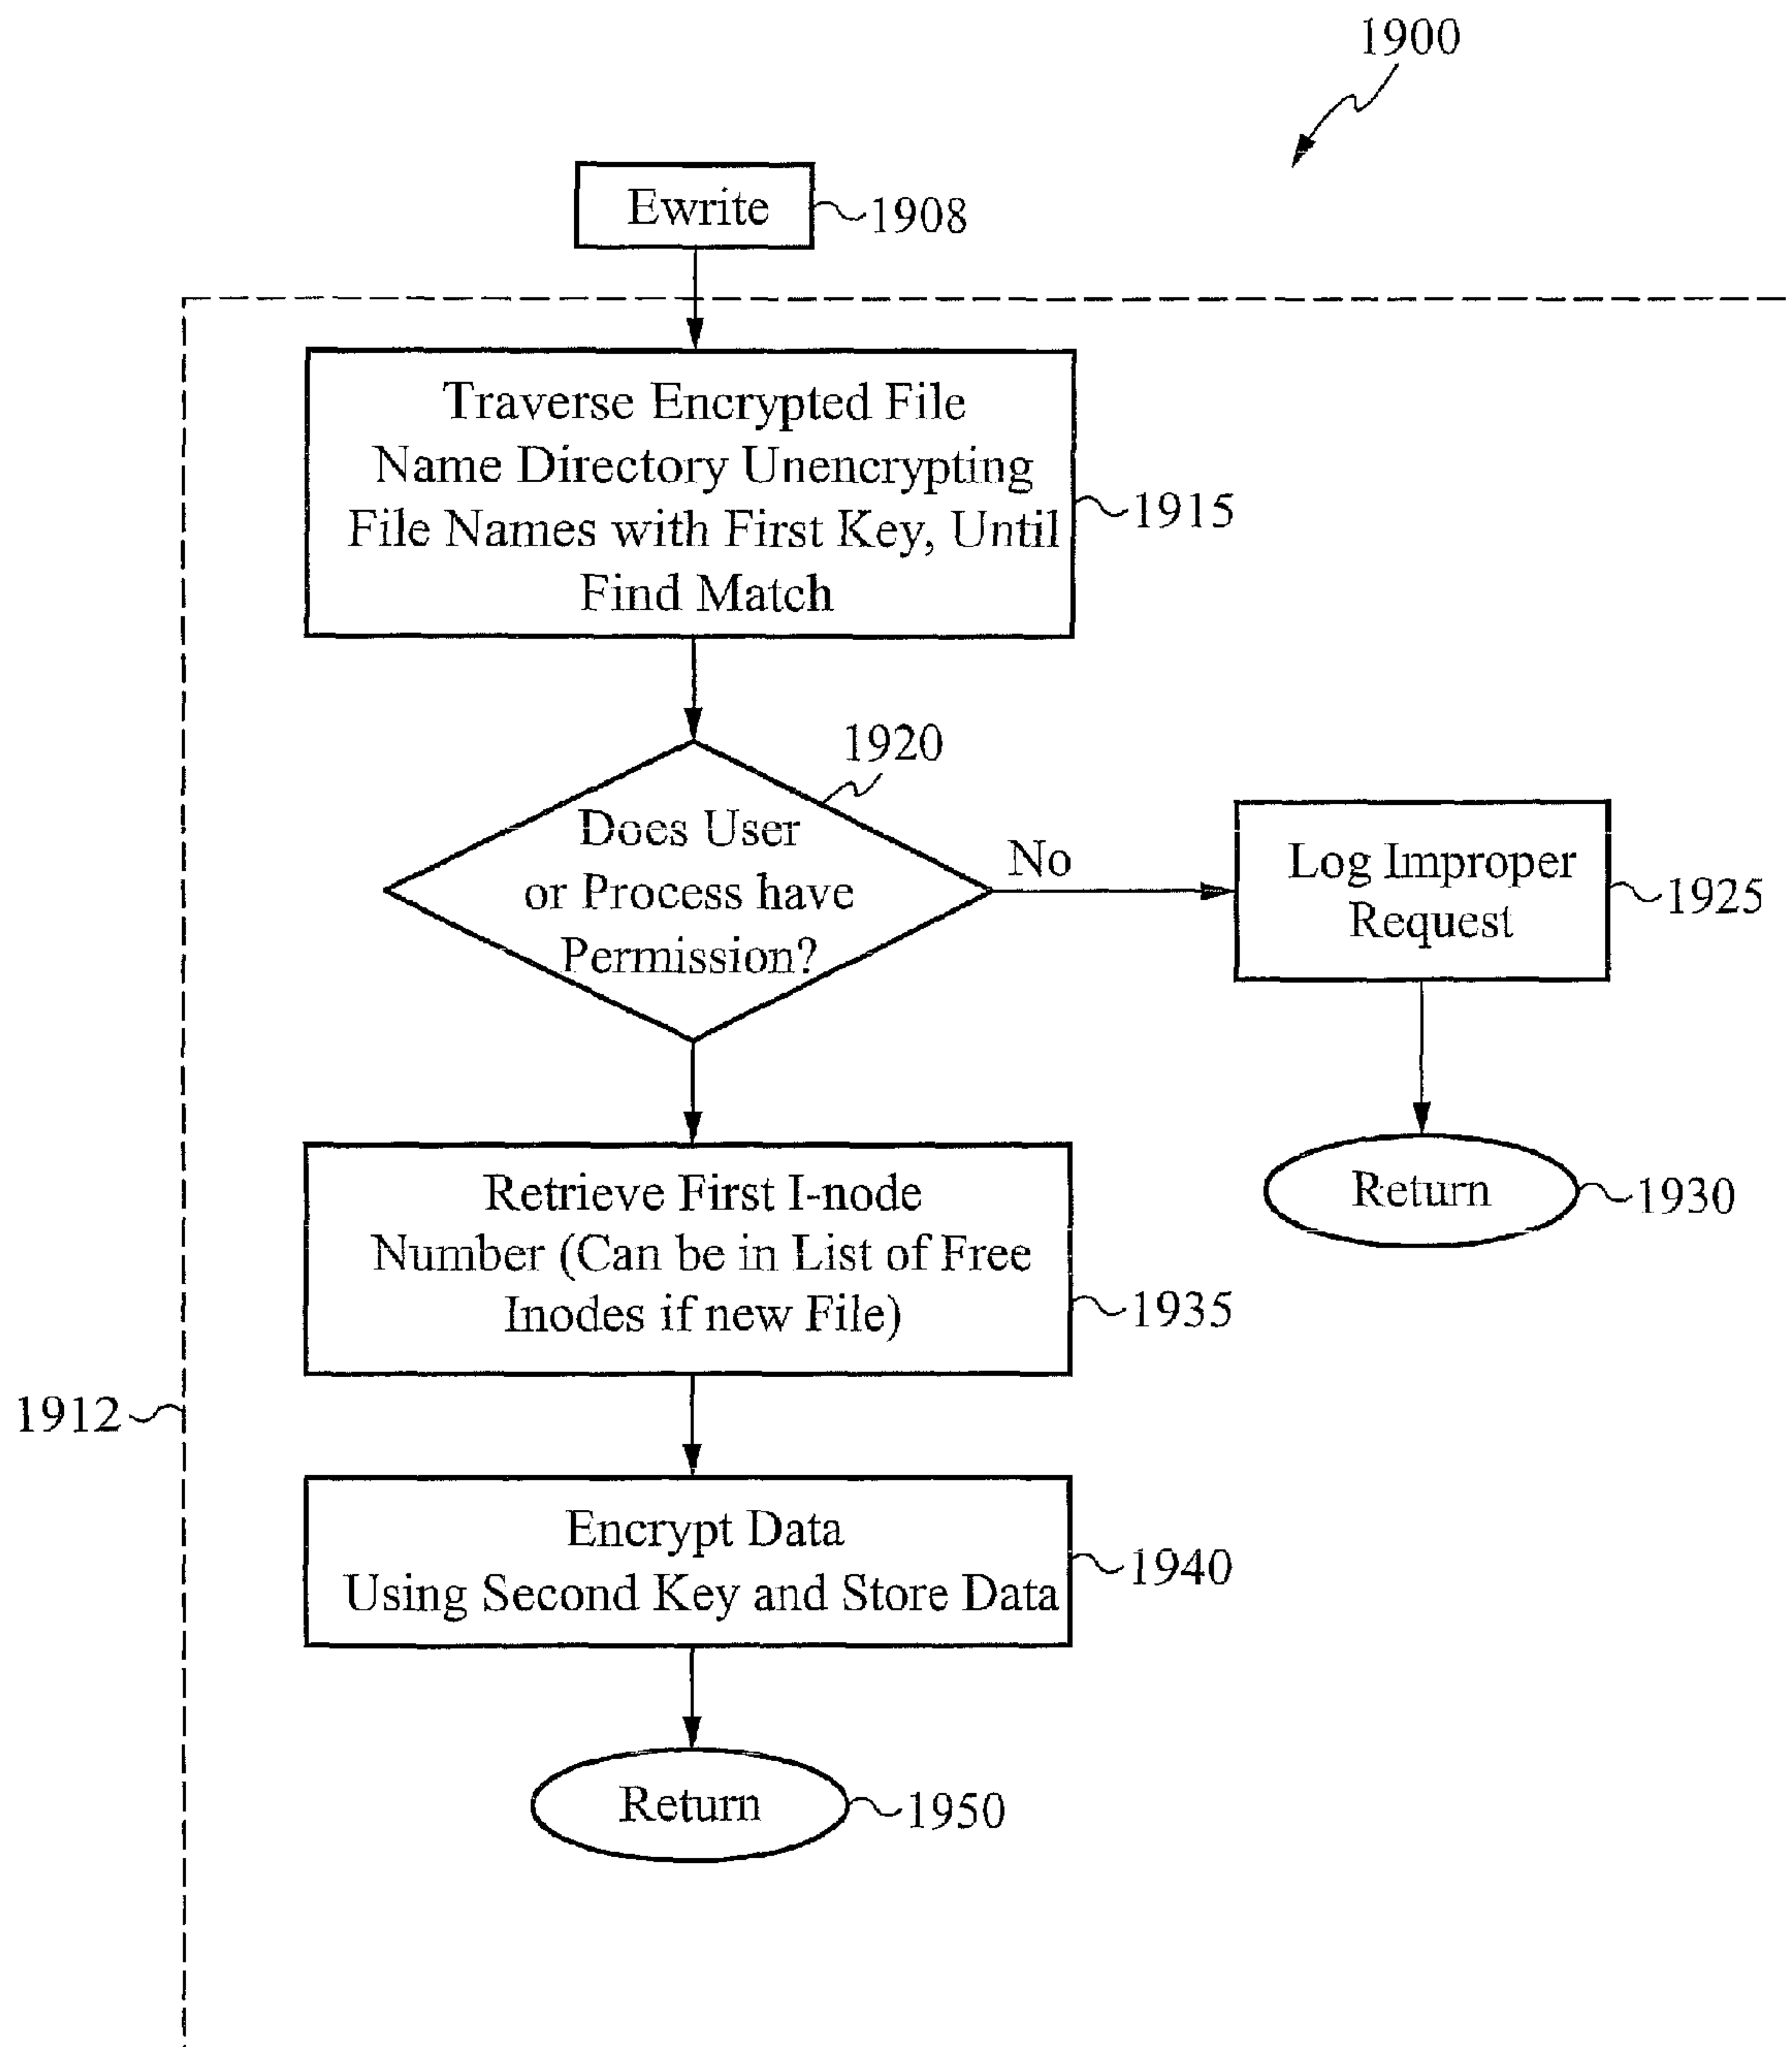 1900
Ewrite
1908
Traverse Encrypted File
Name Directory Unencrypting
File Names with First Key, Until
Find Match
1915
1920
Does User
or Process have
Permission?
No
Log Improper
Request
1925
Return
1930
Retrieve First I-node
Number (Can be in List of Free
Inodes if new File)
1935
1912
Encrypt Data
Using Second Key and Store Data
1940
Return
1950